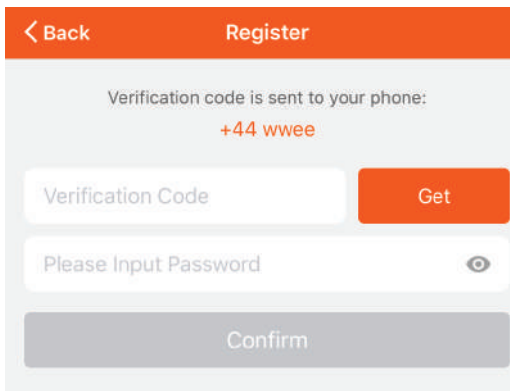 Back
Register
Verification code is sent to your phone:
+44 wwee
Verification Code
Get
Please Input Password
Confirm